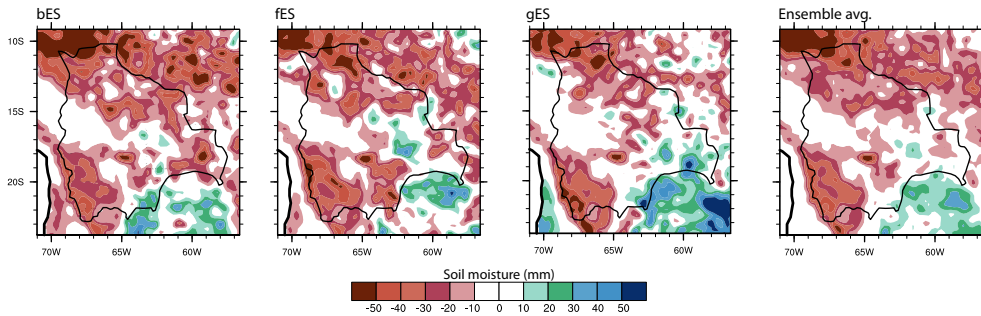 bES fES gES Ensemble avg.
10S
15S
20S
70W 65W 60W 70W 65W 60W 70W 65W 60W 70W 65W 60W
Soil moisture (mm)
-50 -40 -30 -20 -10 0 10 20 30 40 50